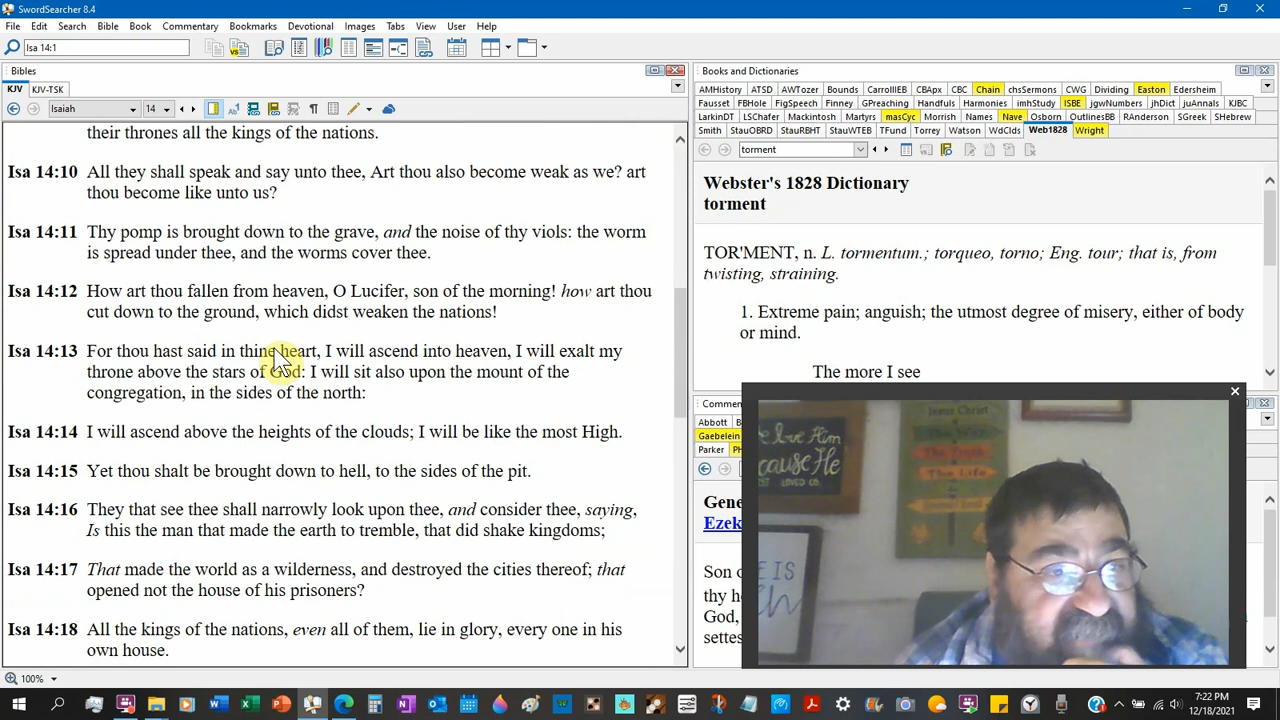 SwordSearcher 8.4
File Edit Search Bible Book Commentary Bookmarks Devotional Images Tabs View User Help
Isa 14:1
Bibles
KJV KJV-TSK
Isaiah 14
their thrones all the kings of the nations.
Isa 14:10 All they shall speak and say unto thee, Art thou also become weak as we? art
thou become like unto us?
Isa 14:11 Thy pomp is brought down to the grave, and the noise of thy viols: the worm
is spread under thee, and the worms cover thee.
Isa 14:12 How art thou fallen from heaven, O Lucifer, son of the morning! how art thou
cut down to the ground, which didst weaken the nations!
Isa 14:13 For thou hast said in thine heart, I will ascend into heaven, I will exalt my
throne above the stars of God: I will sit also upon the mount of the
congregation, in the sides of the north:
Isa 14:14 I will ascend above the heights of the clouds; I will be like the most High.
Isa 14:15 Yet thou shalt be brought down to hell, to the sides of the pit.
Isa 14:16 They that see thee shall narrowly look upon thee, and consider thee, saying,
Is this the man that made the earth to tremble, that did shake kingdoms;
Isa 14:17 That made the world as a wilderness, and destroyed the cities thereof; that
opened not the house of his prisoners?
Isa 14:18 All the kings of the nations, even all of them, lie in glory, every one in his
own house.
100%
Books and Dictionaries
AMHistory ATSD AWTozer Bounds CarrollIEB CBApx CBC Chain chsSermons CWG Dividing Easton Edersheim
Fausset FBHole FigSpeech Finney GPreaching Handfuls Harmonies imhStudy ISBE jgwNumbers jhDict juAnnals KJBC
LarkinDT LSChafer Mackintosh Martyrs masCyc Morrish Nave Osborn OutlinesBB RAnderson SGreek SHebrew
Smith StauOBRD StauRBHT StauWTEB TFund Torrey Watson WdClds Web1828 Wright
torment
Webster's 1828 Dictionary
torment
TOR'MENT, n. L. tormentum.; torqueo, torno; Eng. tour; that is, from
twisting, straining.
1. Extreme pain; anguish; the utmost degree of misery, either of body
or mind.
The more I see
Abbott
Gaebelein
Parker
Son o
thy h
God,
settes
Jesus Christ
The Truth
The Life
7:22 PM
12/18/2021